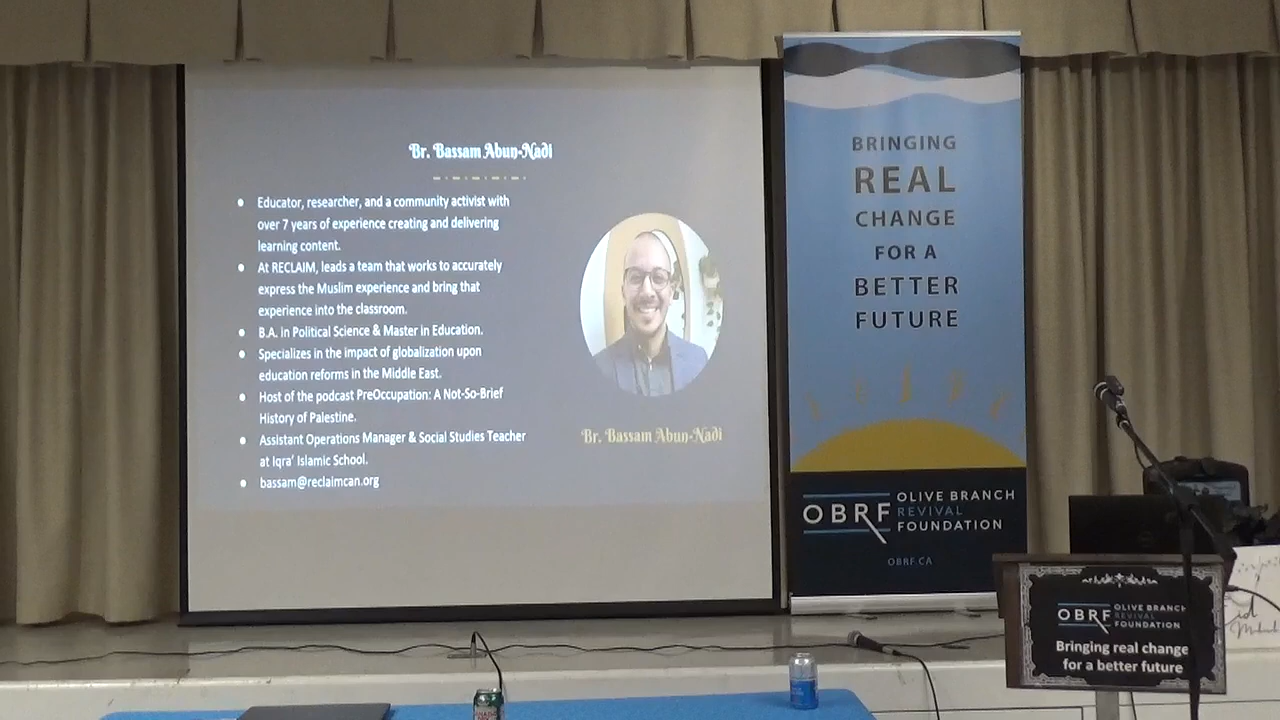 Br. Bassam Abun-Nadi
Educator, researcher, and a community activist with
over 7 years of experience creating and delivering
learning content.
At RECLAIM, leads a team that works to accurately
express the Muslim experience and bring that
experience into the classroom.
B.A. in Political Science & Master in Education.
Specializes in the impact of globalization upon
education reforms in the Middle East.
Host of the podcast PreOccupation: A Not-So-Brief
History of Palestine.
Assistant Operations Manager & Social Studies Teacher
at Iqra' Islamic School.
bassam@reclaimcan.org
Br. Bassam Abun-Nadi
BRINGING
REAL
CHANGE
FOR A
BETTER
FUTURE
OBRF
OLIVE BRANCH
REVIVAL
FOUNDATION
OBRF.CA
OBRF
OLIVE BRANCH
REVIVAL
FOUNDATION
Bringing real change
for a better future